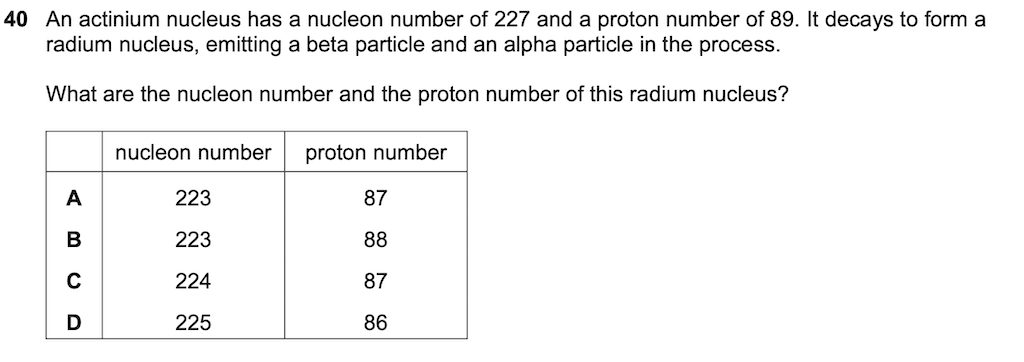 40 An actinium nucleus has a nucleon number of 227 and a proton number of 89. It decays to form a
radium nucleus, emitting a beta particle and an alpha particle in the process.
What are the nucleon number and the proton number of this radium nucleus?
nucleon number proton number
A 223 87
B 223 88
C 224 87
D 225 86